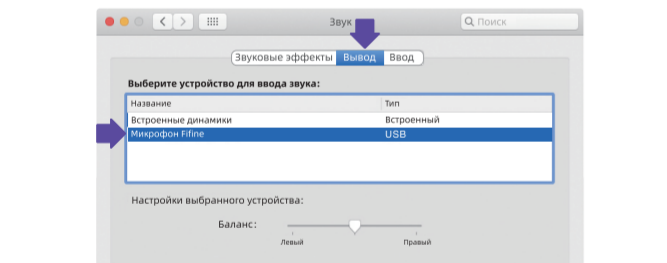 Звук
Поиск
Звуковые эффекты Вывод Ввод
Выберите устройство для ввода звука:
Название Тип
Встроенные динамики Встроенный
Микрофон Fifine USB
Настройки выбранного устройства:
Баланс:
Левый Правый